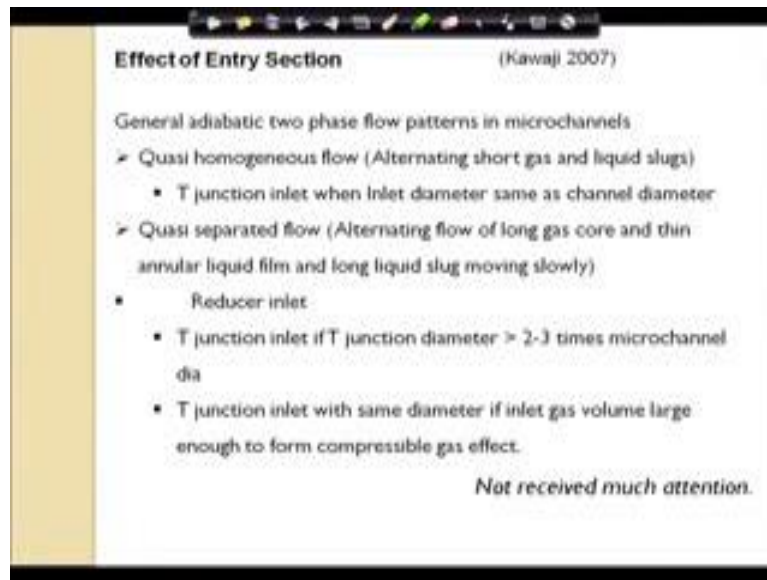 Effect of Entry Section (Kawaji 2007)
General adiabatic two phase flow patterns in microchannels
➢ Quasi homogeneous flow (Alternating short gas and liquid slugs)
▪ T junction inlet when Inlet diameter same as channel diameter
➢ Quasi separated flow (Alternating flow of long gas core and thin
annular liquid film and long liquid slug moving slowly)
▪ Reducer inlet
▪ T junction inlet if T junction diameter > 2-3 times microchannel
dia
▪ T junction inlet with same diameter if inlet gas volume large
enough to form compressible gas effect.
Not received much attention.